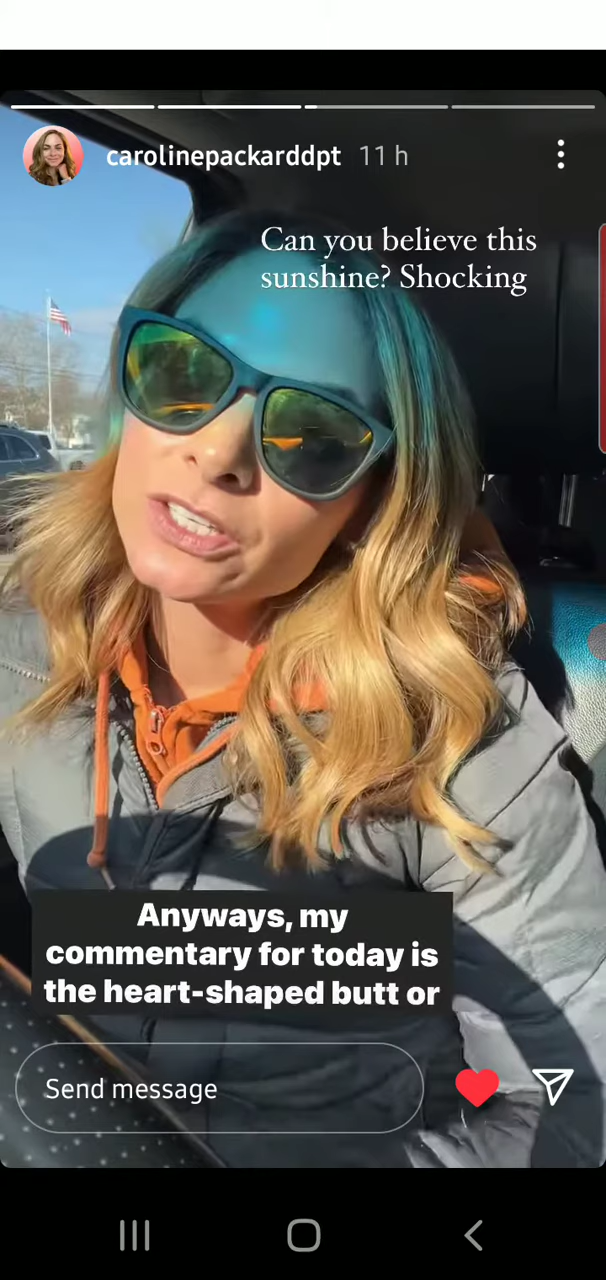 carolinepackarddpt 11 h
Can you believe this
sunshine? Shocking
Anyways, my
commentary for today is
the heart-shaped butt or
Send message